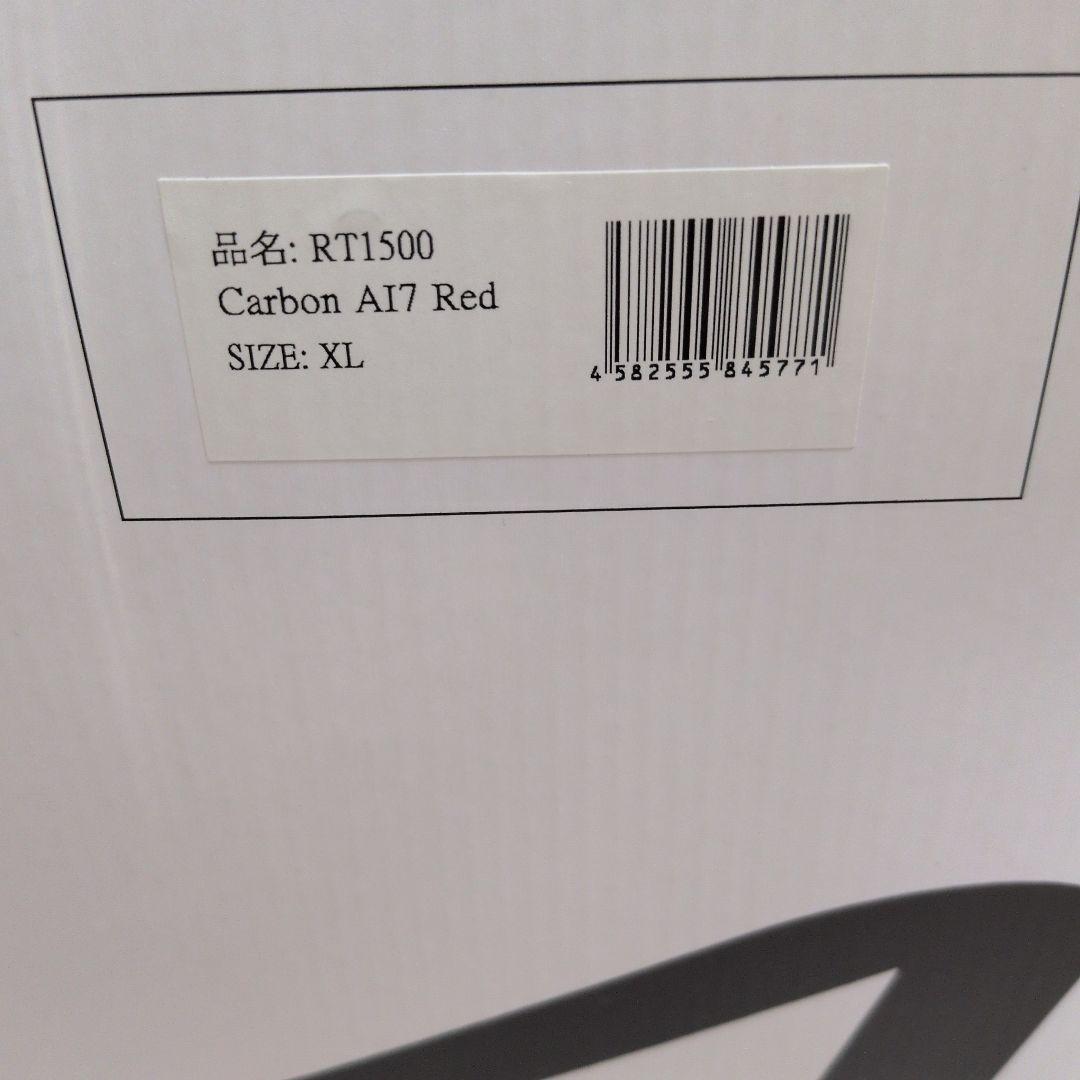 品名: RT1500
Carbon AI7 Red
SIZE: XL
4 582555 845771